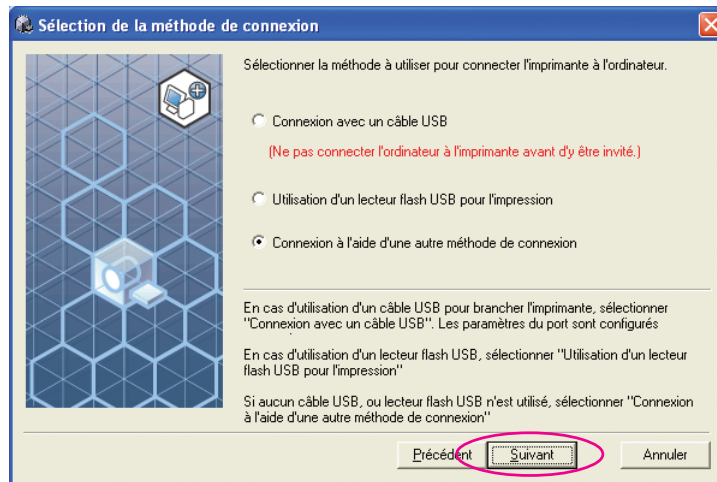 Sélection de la méthode de connexion
Sélectionner la méthode à utiliser pour connecter l'imprimante à l'ordinateur.
Connexion avec un câble USB
(Ne pas connecter l'ordinateur à l'imprimante avant d'y être invité.)
Utilisation d'un lecteur flash USB pour l'impression
Connexion à l'aide d'une autre méthode de connexion
En cas d'utilisation d'un câble USB pour brancher l'imprimante, sélectionner
"Connexion avec un câble USB". Les paramètres du port sont configurés
En cas d'utilisation d'un lecteur flash USB, sélectionner "Utilisation d'un lecteur
flash USB pour l'impression"
Si aucun câble USB, ou lecteur flash USB n'est utilisé, sélectionner "Connexion
à l'aide d'une autre méthode de connexion"
Précédent Suivant Annuler